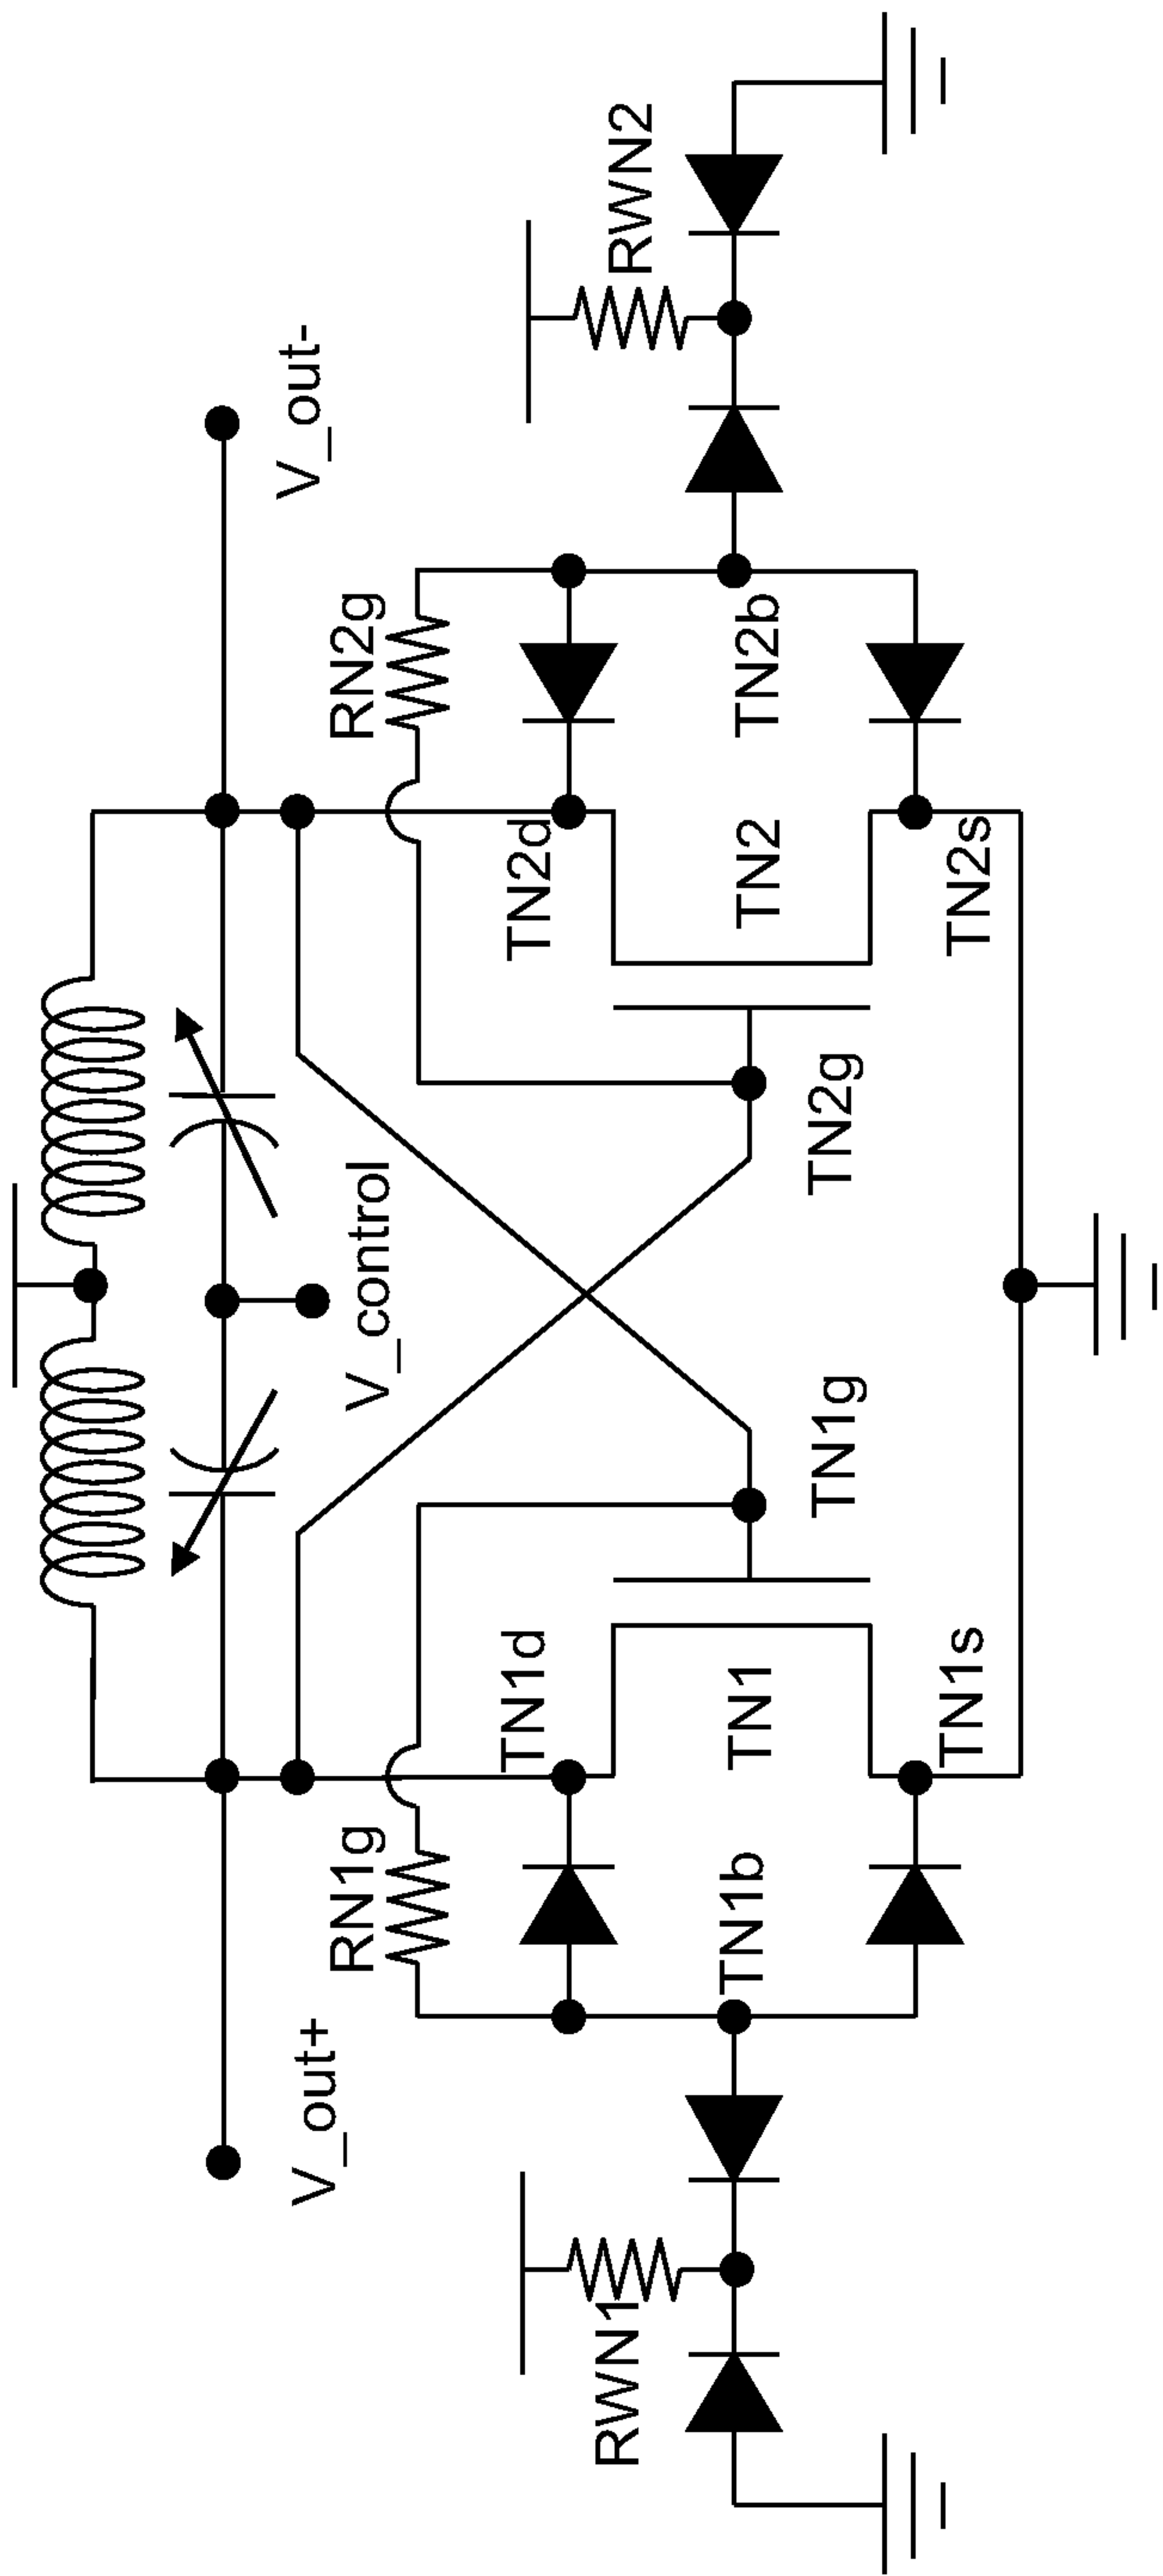 V_out+
V_out-
V_control
RN1g
RN2g
RWN1
RWN2
TN1d
TN2d
TN1b
TN1
TN2
TN2b
TN1g
TN2g
TN1s
TN2s